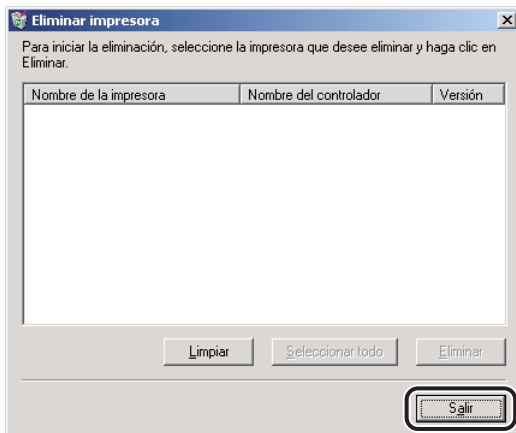 Eliminar impresora
Para iniciar la eliminación, seleccione la impresora que desee eliminar y haga clic en
Eliminar.
Nombre de la impresora Nombre del controlador Versión
Limpiar Seleccionar todo Eliminar
Salir